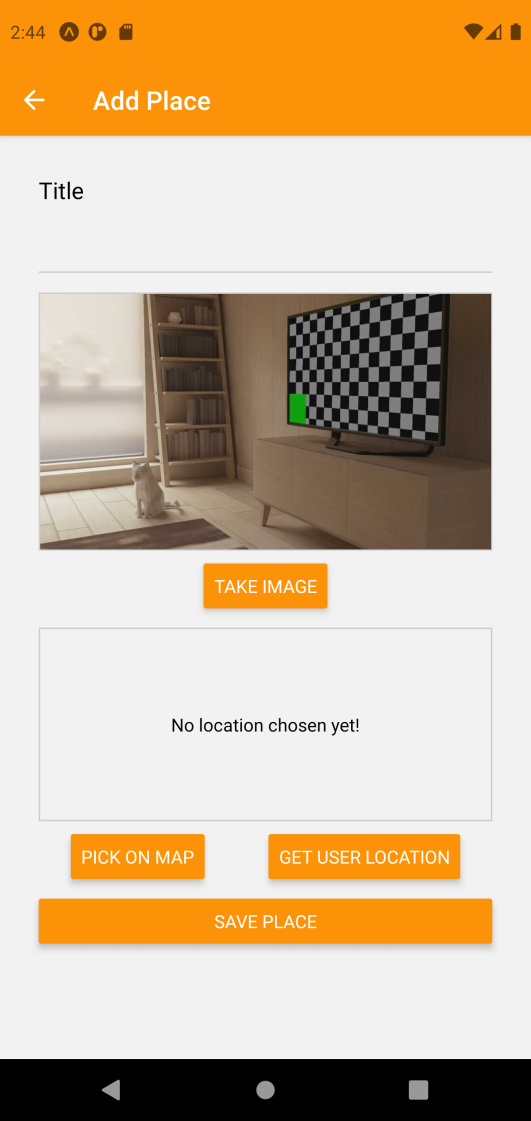 2:44
Add Place
Title
TAKE IMAGE
No location chosen yet!
PICK ON MAP
GET USER LOCATION
SAVE PLACE